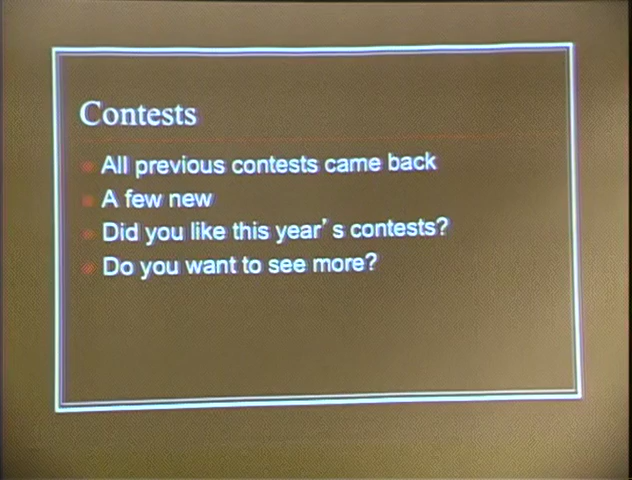 Contests
All previous contests came back
A few new
Did you like this year’s contests?
Do you want to see more?